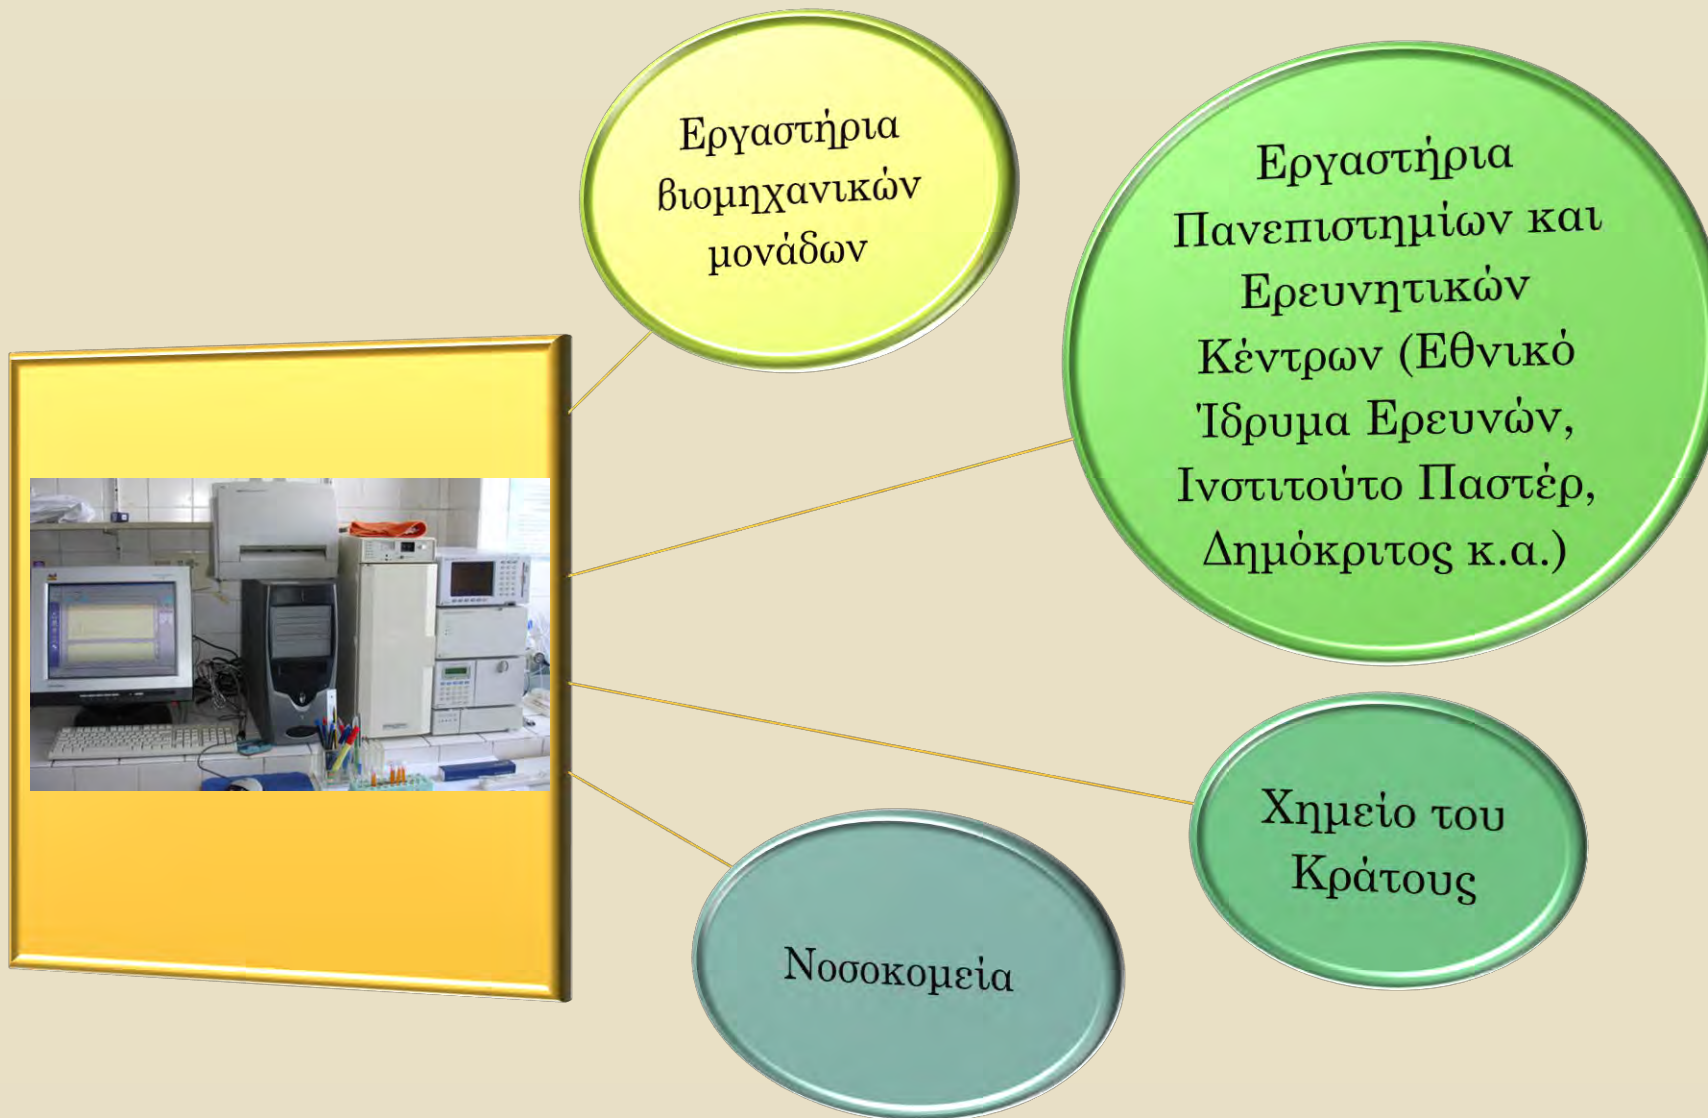 Εργαστήρια
βιομηχανικών
μονάδων
Εργαστήρια
Πανεπιστημίων και
Ερευνητικών
Κέντρων (Εθνικό
Ίδρυμα Ερευνών,
Ινστιτούτο Παστέρ,
Δημόκριτος κ.α.)
Χημείο του
Κράτους
Νοσοκομεία